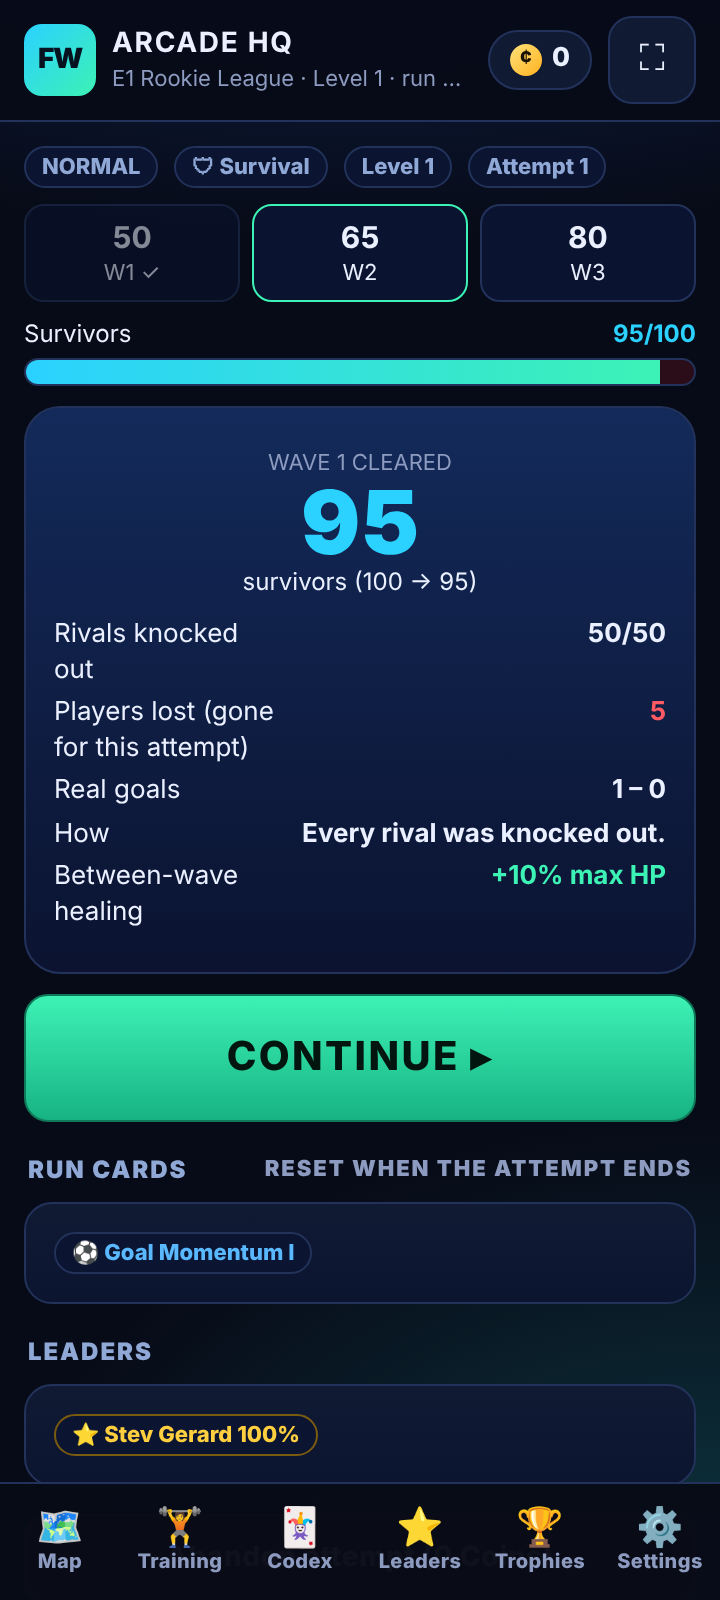 FW
ARCADE HQ
E1 Rookie League · Level 1 · run ...
¢ 0
NORMAL
🛡 Survival
Level 1
Attempt 1
50
W1 ✓
65
W2
80
W3
Survivors 95/100
WAVE 1 CLEARED
95
survivors (100 → 95)
Rivals knocked out 50/50
Players lost (gone for this attempt) 5
Real goals 1 – 0
How Every rival was knocked out.
Between-wave healing +10% max HP
CONTINUE ▸
RUN CARDS RESET WHEN THE ATTEMPT ENDS
⚽ Goal Momentum I
LEADERS
⭐ Stev Gerard 100%
Map Training Codex Leaders Trophies Settings